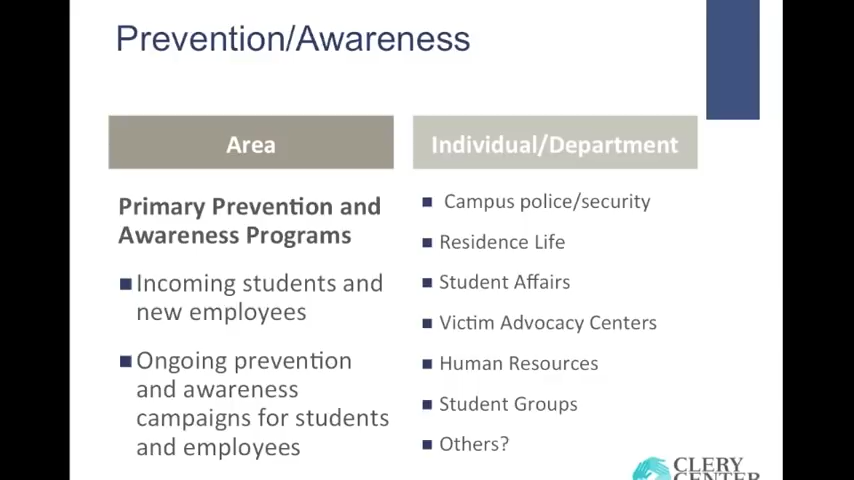 Prevention/Awareness
Area
Individual/Department
Primary Prevention and
Awareness Programs
Incoming students and
new employees
Ongoing prevention
and awareness
campaigns for students
and employees
Campus police/security
Residence Life
Student Affairs
Victim Advocacy Centers
Human Resources
Student Groups
Others?
CLERY
CENTER